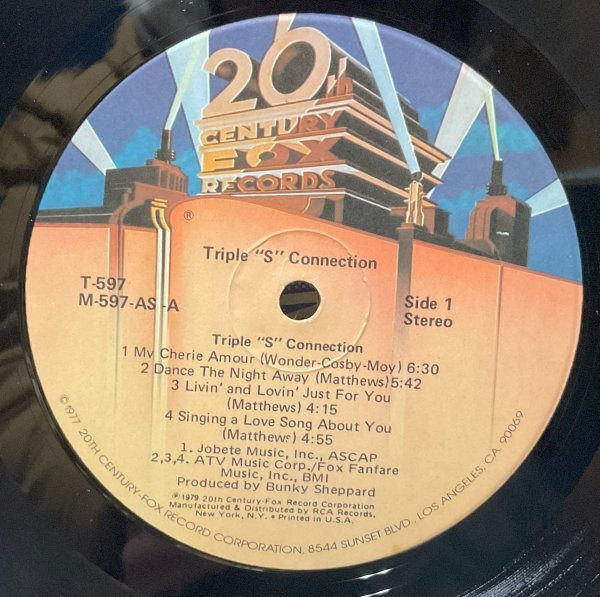 20th
CENTURY
FOX
RECORDS
®
Triple "S" Connection
T-597
M-597-AS-A
Side 1
Stereo
Triple "S" Connection
1 My Cherie Amour (Wonder-Cosby-Moy) 6:30
2 Dance The Night Away (Matthews) 5:42
3 Livin' and Lovin' Just For You
(Matthews) 4:15
4 Singing a Love Song About You
(Matthews) 4:55
1. Jobete Music, Inc., ASCAP
2,3,4. ATV Music Corp./Fox Fanfare
Music, Inc., BMI
Produced by Bunky Sheppard
℗ 1979 20th Century-Fox Record Corporation
Manufactured & Distributed by RCA Records,
New York, N.Y. • Printed in U.S.A.
©1977 20TH CENTURY-FOX RECORD CORPORATION, 8544 SUNSET BLVD., LOS ANGELES, CA 90069